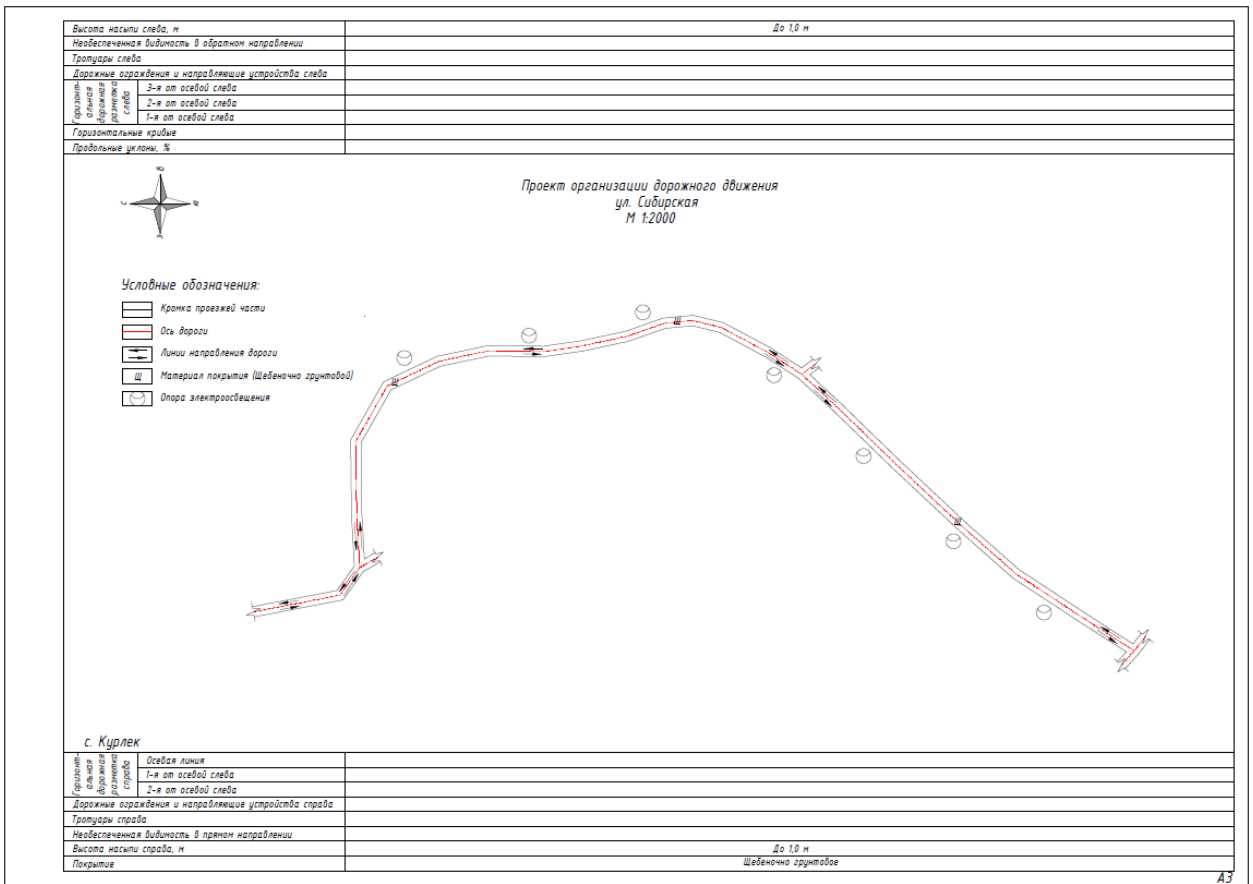 Высота насыпи слева, м До 1,0 м
Необеспеченная видимость в обратном направлении
Тротуары слева
Дорожные ограждения и направляющие устройства слева
Горизонт-
альная
дорожная
разметка
слева
3-я от осевой слева
2-я от осевой слева
1-я от осевой слева
Горизонтальные кривые
Продольные уклоны, %
Проект организации дорожного движения
ул. Сибирская
М 1:2000
С
З
Условные обозначения:
Кромка проезжей части
Ось дороги
Линии направления дороги
Щ Материал покрытия (Щебеночно грунтовой)
Опора электроосвещения
Щ
Щ
Щ
с. Курлек
Горизонт-
альная
дорожная
разметка
справа
Осевая линия
1-я от осевой слева
2-я от осевой слева
Дорожные ограждения и направляющие устройства справа
Тротуары справа
Необеспеченная видимость в прямом направлении
Высота насыпи справа, м До 1,0 м
Покрытие Щебеночно грунтовое
А3